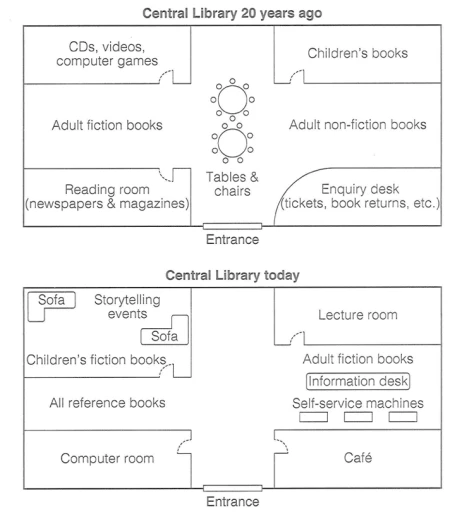 Central Library 20 years ago
CDs, videos,
computer games
Children's books
Adult fiction books
Adult non-fiction books
Reading room
(newspapers & magazines)
Tables &
chairs
Enquiry desk
(tickets, book returns, etc.)
Entrance
Central Library today
Sofa
Storytelling
events
Sofa
Children's fiction books
Lecture room
Adult fiction books
Information desk
Self-service machines
All reference books
Computer room
Café
Entrance